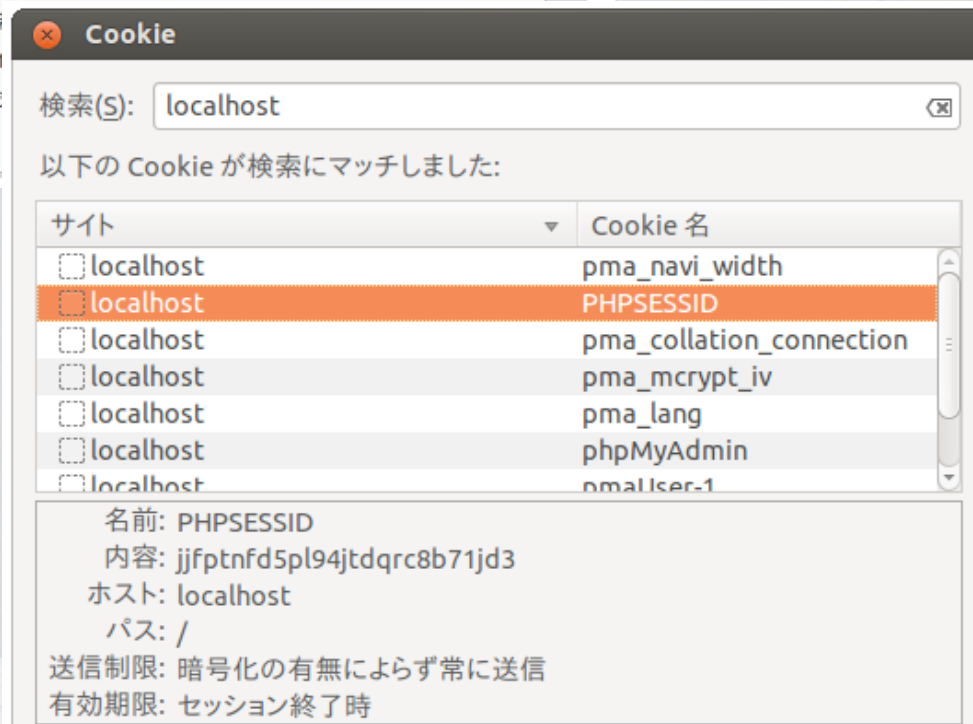 Cookie
検索(S): localhost
以下の Cookie が検索にマッチしました:
サイト Cookie 名
localhost pma_navi_width
localhost PHPSESSID
localhost pma_collation_connection
localhost pma_mcrypt_iv
localhost pma_lang
localhost phpMyAdmin
localhost pmaUser-1
名前: PHPSESSID
内容: jjfptnfd5pl94jtdqrc8b71jd3
ホスト: localhost
パス: /
送信制限: 暗号化の有無によらず常に送信
有効期限: セッション終了時